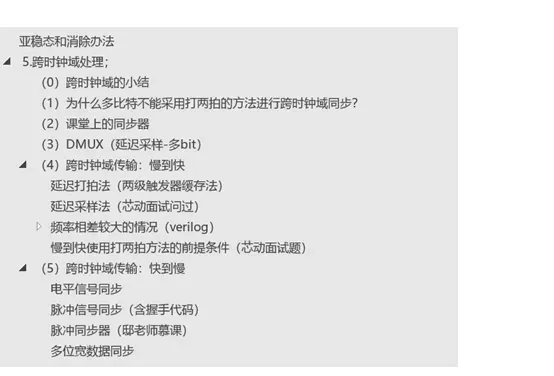 亚稳态和消除办法
5.跨时钟域处理；
（0）跨时钟域的小结
（1）为什么多比特不能采用打两拍的方法进行跨时钟域同步？
（2）课堂上的同步器
（3）DMUX（延迟采样-多bit）
（4）跨时钟域传输：慢到快
延迟打拍法（两级触发器缓存法）
延迟采样法（芯动面试问过）
频率相差较大的情况（verilog）
慢到快使用打两拍方法的前提条件（芯动面试题）
（5）跨时钟域传输：快到慢
电平信号同步
脉冲信号同步（含握手代码）
脉冲同步器（邸老师慕课）
多位宽数据同步